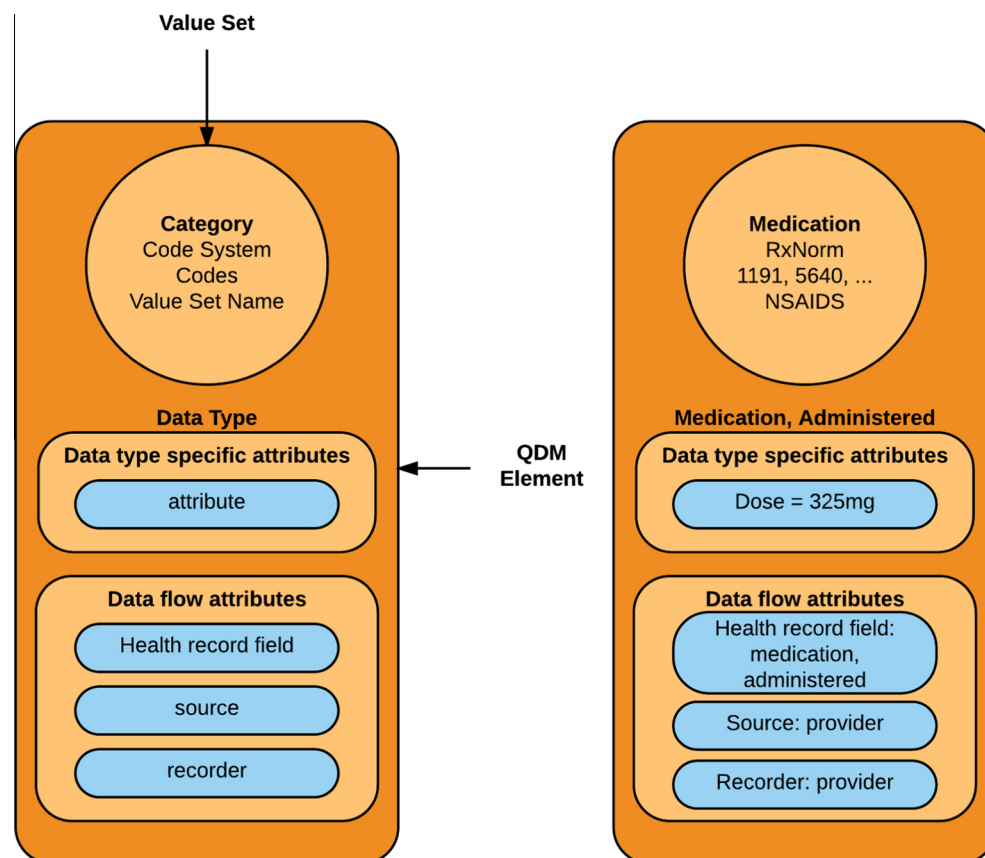 Value Set
Category
Code System
Codes
Value Set Name
Data Type
Data type specific attributes
attribute
Data flow attributes
Health record field
source
recorder
QDM
Element
Medication
RxNorm
1191, 5640, ...
NSAIDS
Medication, Administered
Data type specific attributes
Dose = 325mg
Data flow attributes
Health record field:
medication,
administered
Source: provider
Recorder: provider